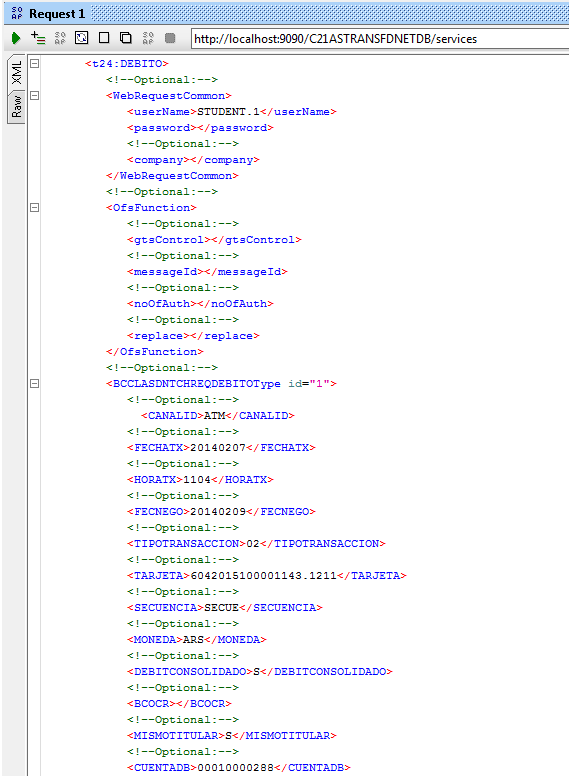 Request 1
http://localhost:9090/C21ASTRANSFDNETDB/services
XML
Raw
<t24:DEBITO>
<!--Optional:-->
<WebRequestCommon>
<userName>STUDENT.1</userName>
<password></password>
<!--Optional:-->
<company></company>
</WebRequestCommon>
<!--Optional:-->
<OfsFunction>
<!--Optional:-->
<gtsControl></gtsControl>
<!--Optional:-->
<messageId></messageId>
<!--Optional:-->
<noOfAuth></noOfAuth>
<!--Optional:-->
<replace></replace>
</OfsFunction>
<!--Optional:-->
<BCCLASDNTCHREQDEBITOType id="1">
<!--Optional:-->
<CANALID>ATM</CANALID>
<!--Optional:-->
<FECHATX>20140207</FECHATX>
<!--Optional:-->
<HORATX>1104</HORATX>
<!--Optional:-->
<FECNEGO>20140209</FECNEGO>
<!--Optional:-->
<TIPOTRANSACCION>02</TIPOTRANSACCION>
<!--Optional:-->
<TARJETA>6042015100001143.1211</TARJETA>
<!--Optional:-->
<SECUENCIA>SECUE</SECUENCIA>
<!--Optional:-->
<MONEDA>ARS</MONEDA>
<!--Optional:-->
<DEBITCONSOLIDADO>S</DEBITCONSOLIDADO>
<!--Optional:-->
<BCOCR></BCOCR>
<!--Optional:-->
<MISMOTITULAR>S</MISMOTITULAR>
<!--Optional:-->
<CUENTADB>00010000288</CUENTADB>